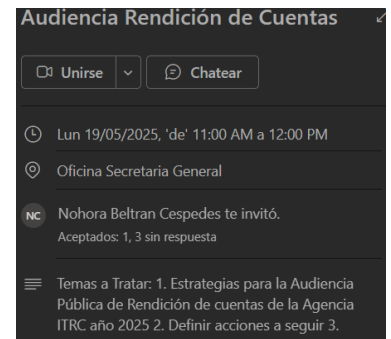 Audiencia Rendición de Cuentas
Unirse
Chatear
Lun 19/05/2025, 'de' 11:00 AM a 12:00 PM
Oficina Secretaria General
NC
Nohora Beltran Cespedes te invitó.
Aceptados: 1, 3 sin respuesta
Temas a Tratar: 1. Estrategias para la Audiencia
Pública de Rendición de cuentas de la Agencia
ITRC año 2025 2. Definir acciones a seguir 3.